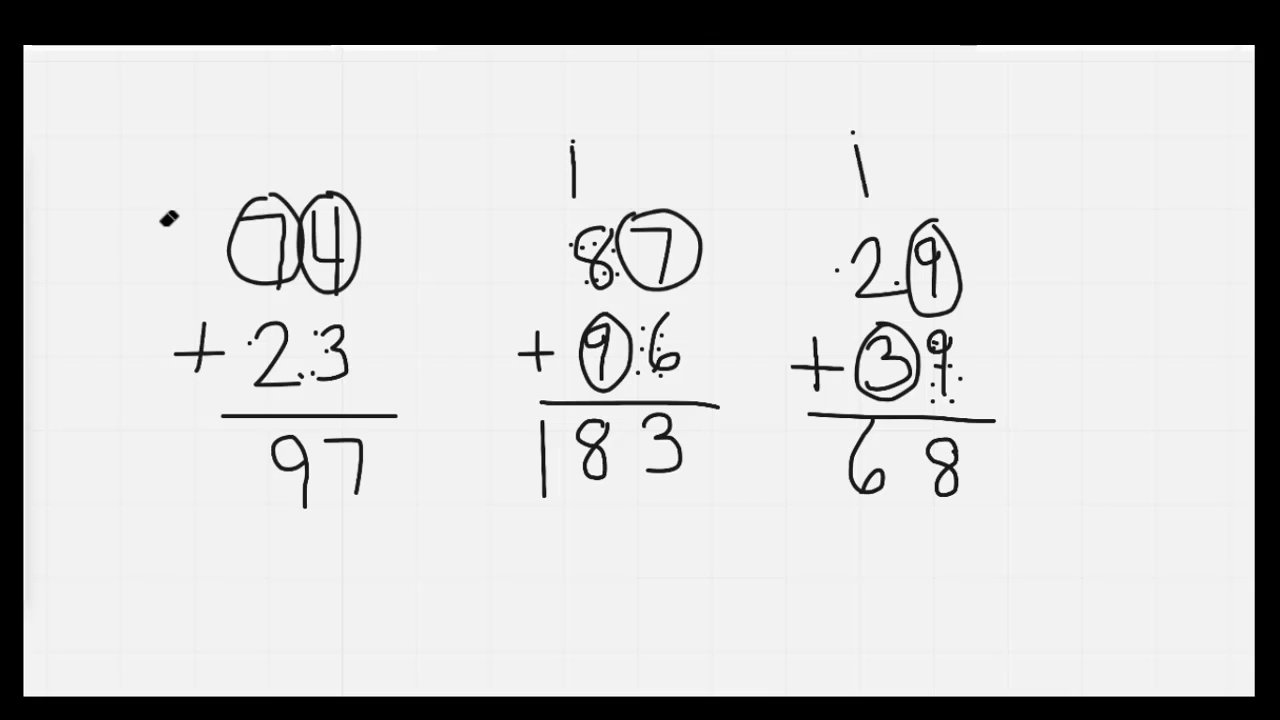 1 1
74 87 29
+ 23 + 96 + 39
97 183 68